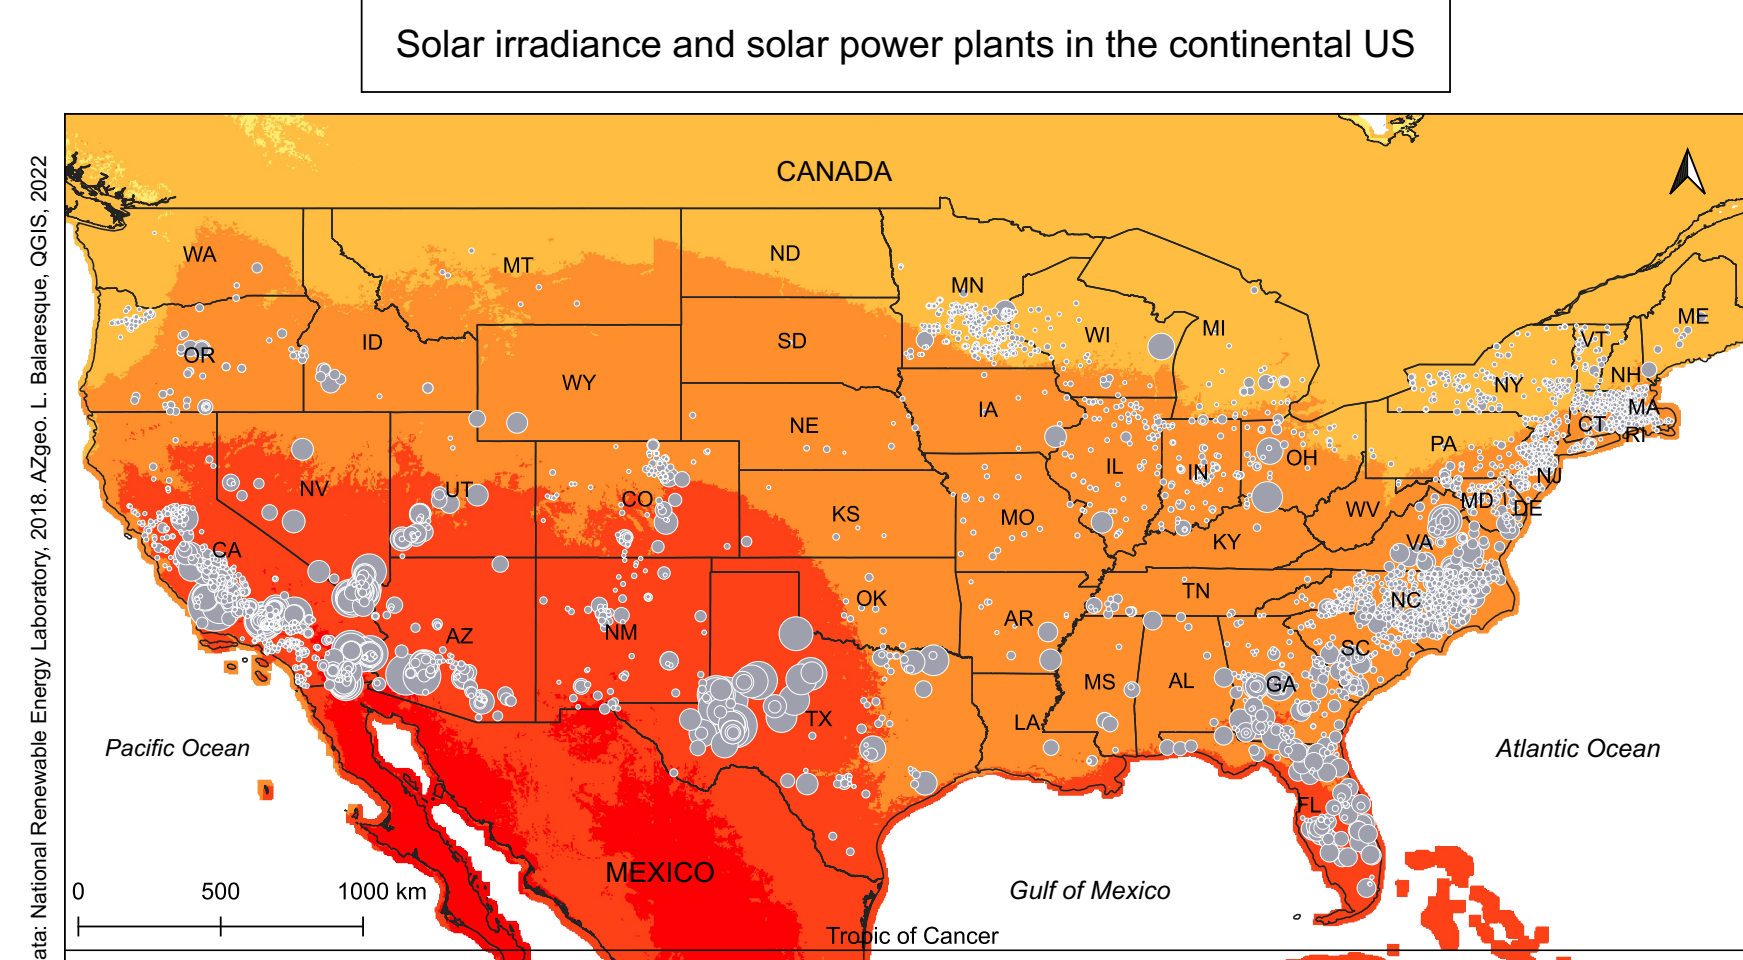 Solar irradiance and solar power plants in the continental US
CANADA
WA
MT
ND
MN
ME
OR
ID
SD
WI
MI
VT
WY
NY
NH
IA
MA
NE
CT
RI
PA
NV
UT
CO
IL
IN
OH
NJ
KS
MO
WV
MD
DE
CA
KY
VA
OK
TN
NC
AZ
NM
AR
SC
TX
MS
AL
GA
LA
Pacific Ocean
Atlantic Ocean
FL
MEXICO
Gulf of Mexico
0 500 1000 km
Tropic of Cancer
ata: National Renewable Energy Laboratory, 2018. AZgeo. L. Balaresque, QGIS, 2022